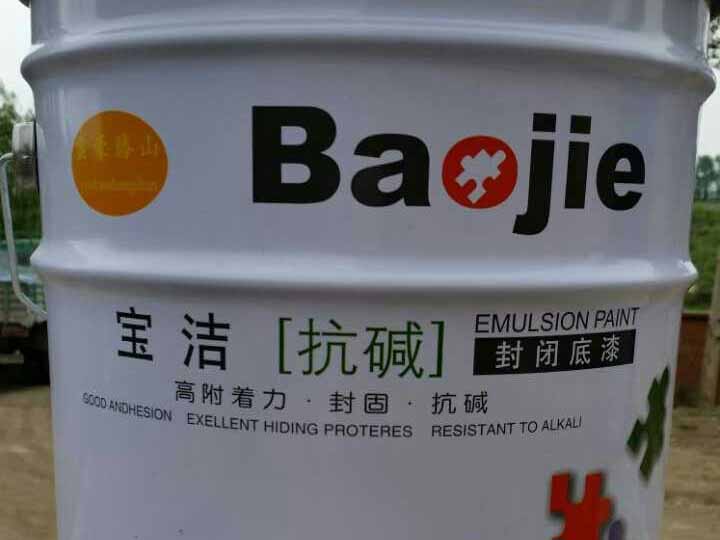 Baojie
宝洁 [抗碱] EMULSION PAINT
封闭底漆
高附着力·封固·抗碱
GOOD ANDHESION EXELLENT HIDING PROTERES RESISTANT TO ALKALI